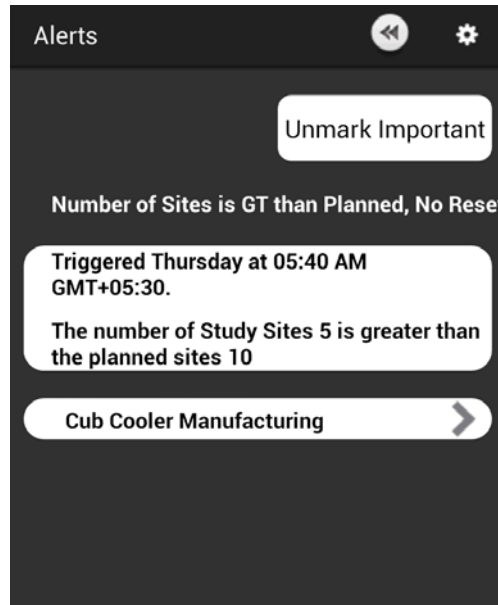 Alerts
Unmark Important
Number of Sites is GT than Planned, No Rese
Triggered Thursday at 05:40 AM
GMT+05:30.
The number of Study Sites 5 is greater than
the planned sites 10
Cub Cooler Manufacturing